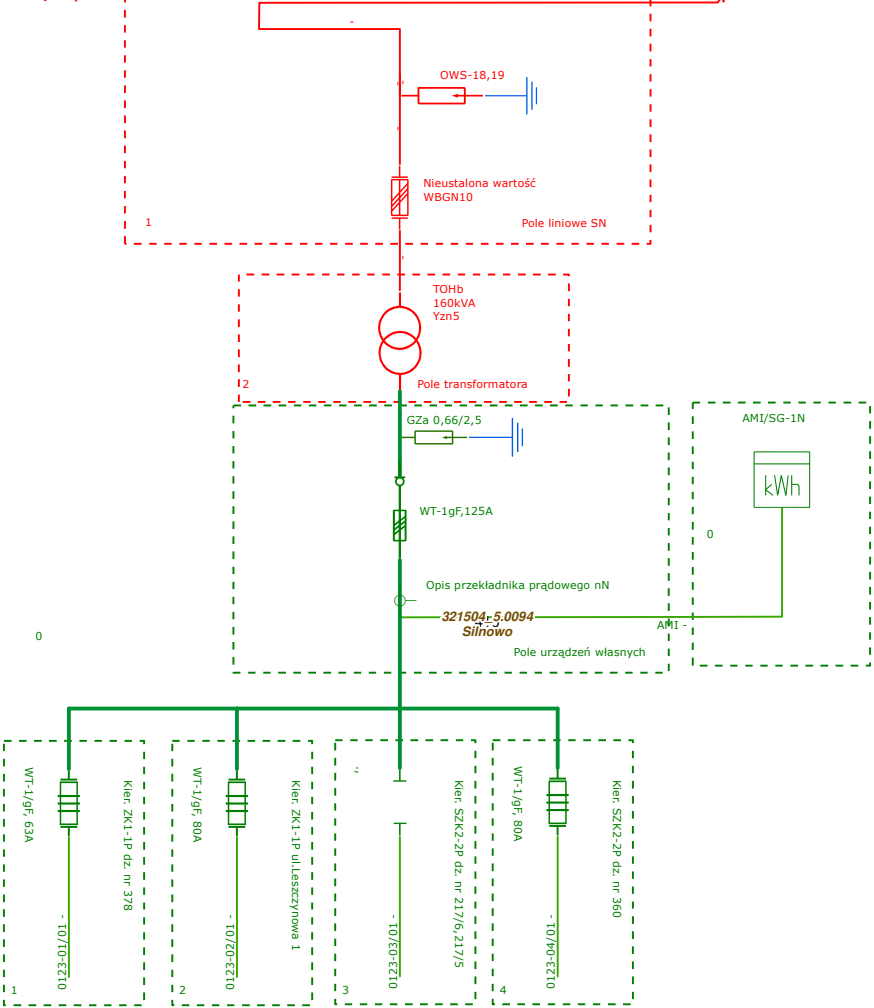 OWS-18,19
Nieustalona wartość
WBGN10
1
Pole liniowe SN
TOHb
160kVA
Yzn5
2
Pole transformatora
GZa 0,66/2,5
AMI/SG-1N
kWh
WT-1gF,125A
0
Opis przekładnika prądowego nN
321504_5.0094
Silnowo
AMI -
0
Pole urządzeń własnych
WT-1/gF, 63A
Kier. ZK1-1P dz. nr 378
0123-01/01 -
1
WT-1/gF, 80A
Kier. ZK1-1P ul.Leszczynowa 1
0123-02/01 -
2
Kier. SZK2-2P dz. nr 217/6,217/5
0123-03/01 -
3
WT-1/gF, 80A
Kier. SZK2-2P dz. nr 360
0123-04/01 -
4